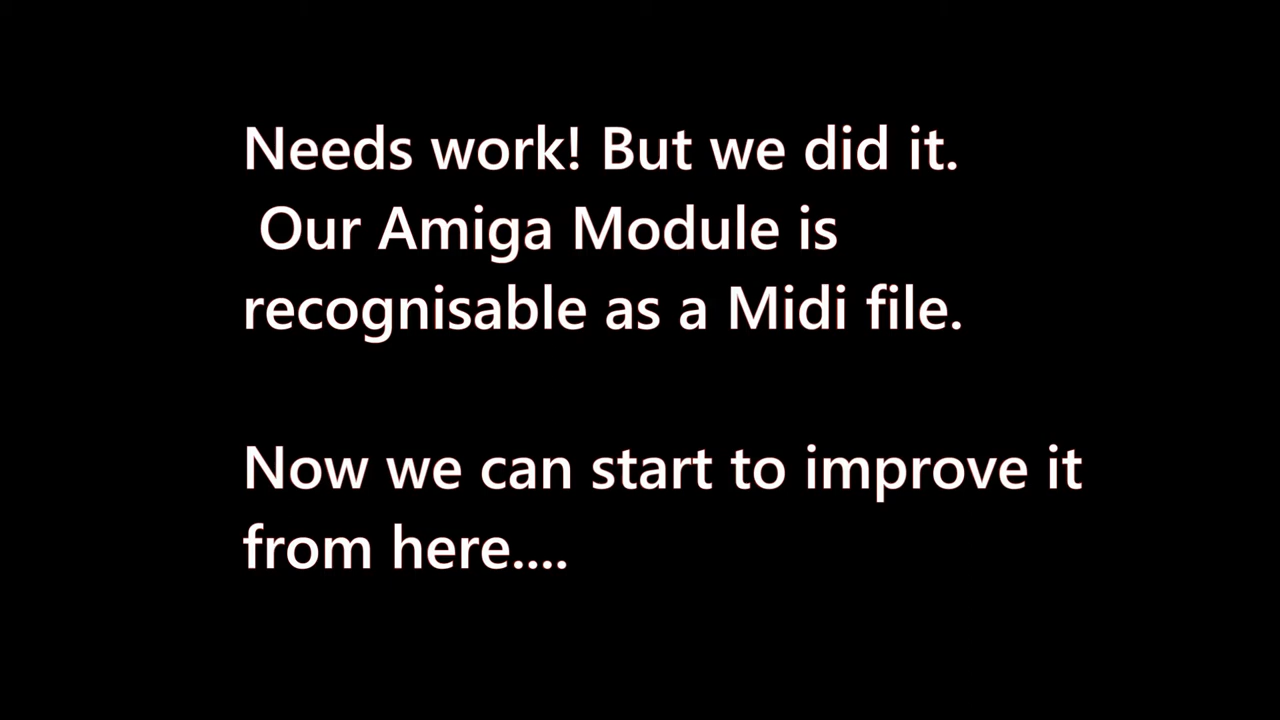 Needs work! But we did it.
Our Amiga Module is
recognisable as a Midi file.
Now we can start to improve it
from here....